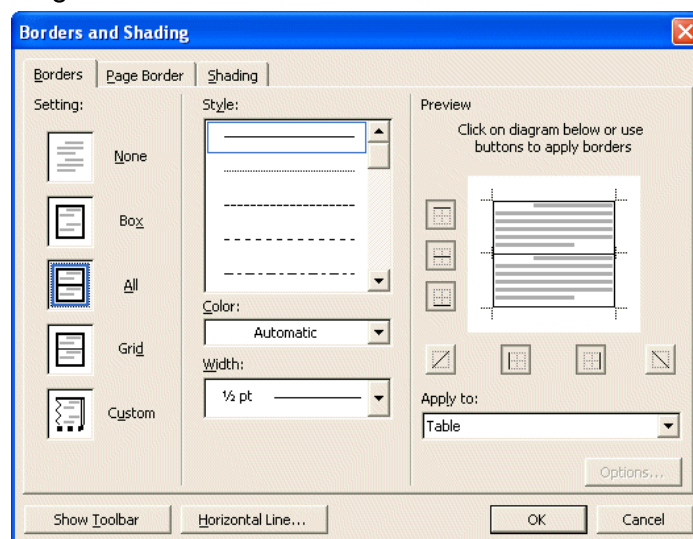 Borders and Shading
Borders
Page Border
Shading
Setting:
None
Box
All
Grid
Custom
Style:
Color:
Automatic
Width:
½ pt
Preview
Click on diagram below or use
buttons to apply borders
Apply to:
Table
Options...
Show Toolbar
Horizontal Line...
OK
Cancel